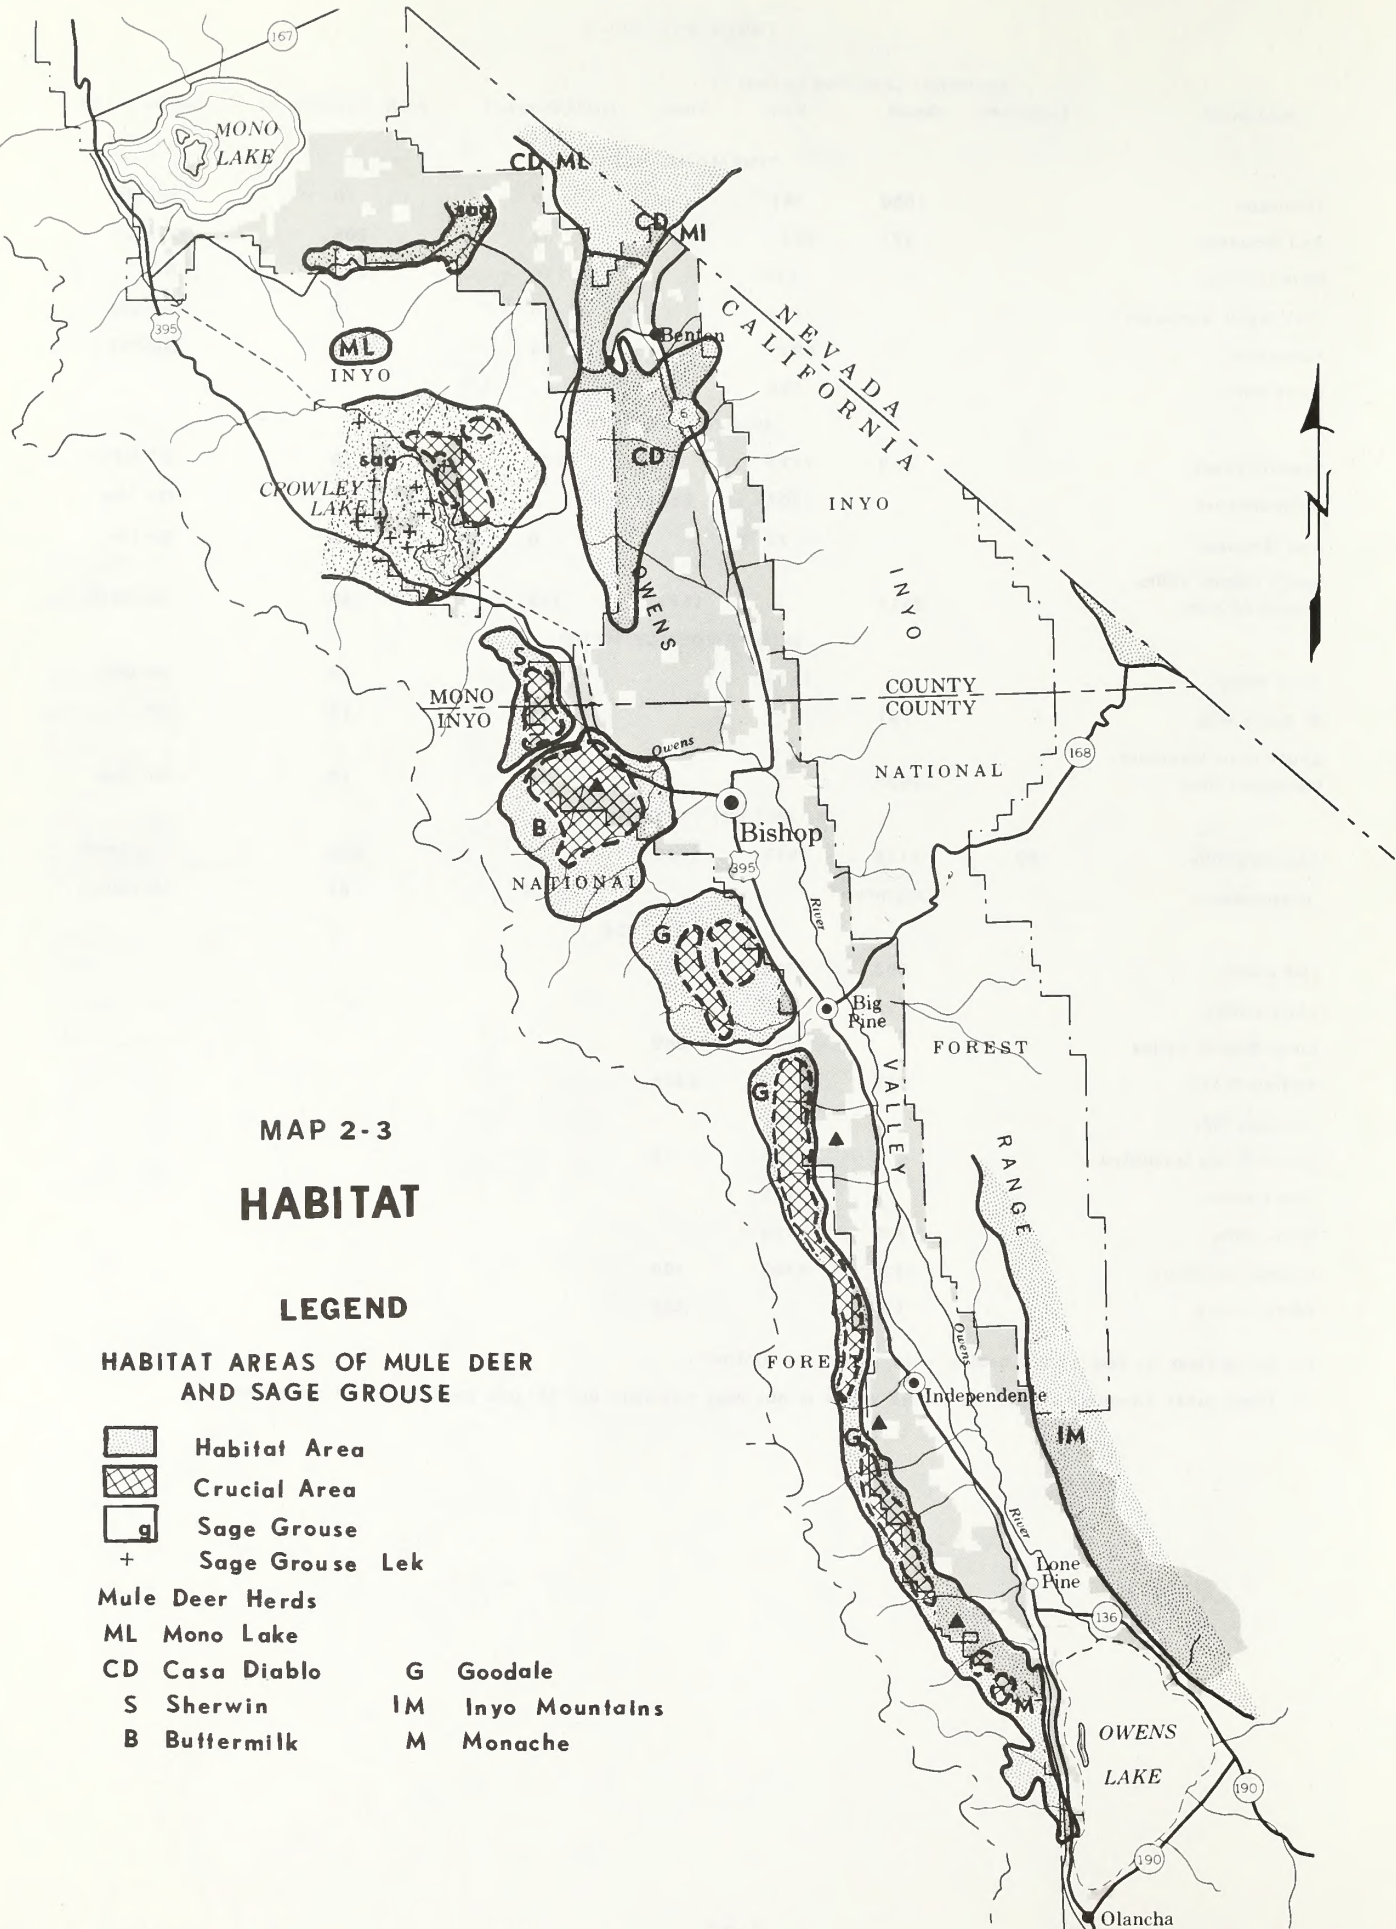 167
MONO
LAKE
CD ML
sag
CD
MI
395
Benton
NEVADA
CALIFORNIA
ML
INYO
6
sag
CD
CROWLEY
LAKE
INYO
INYO
OWENS
S
MONO
INYO
COUNTY
COUNTY
Owens
168
NATIONAL
B
Bishop
395
NATIONAL
River
G
Big
Pine
FOREST
VALLEY
G
RANGE
MAP 2-3
HABITAT
Owens
FOREST
Independence
G
IM
River
Lone
Pine
136
M
OWENS
LAKE
190
190
Olancha
LEGEND
HABITAT AREAS OF MULE DEER
AND SAGE GROUSE
Habitat Area
Crucial Area
g Sage Grouse
+ Sage Grouse Lek
Mule Deer Herds
ML Mono Lake
CD Casa Diablo
S Sherwin
B Buttermilk
G Goodale
IM Inyo Mountains
M Monache
N